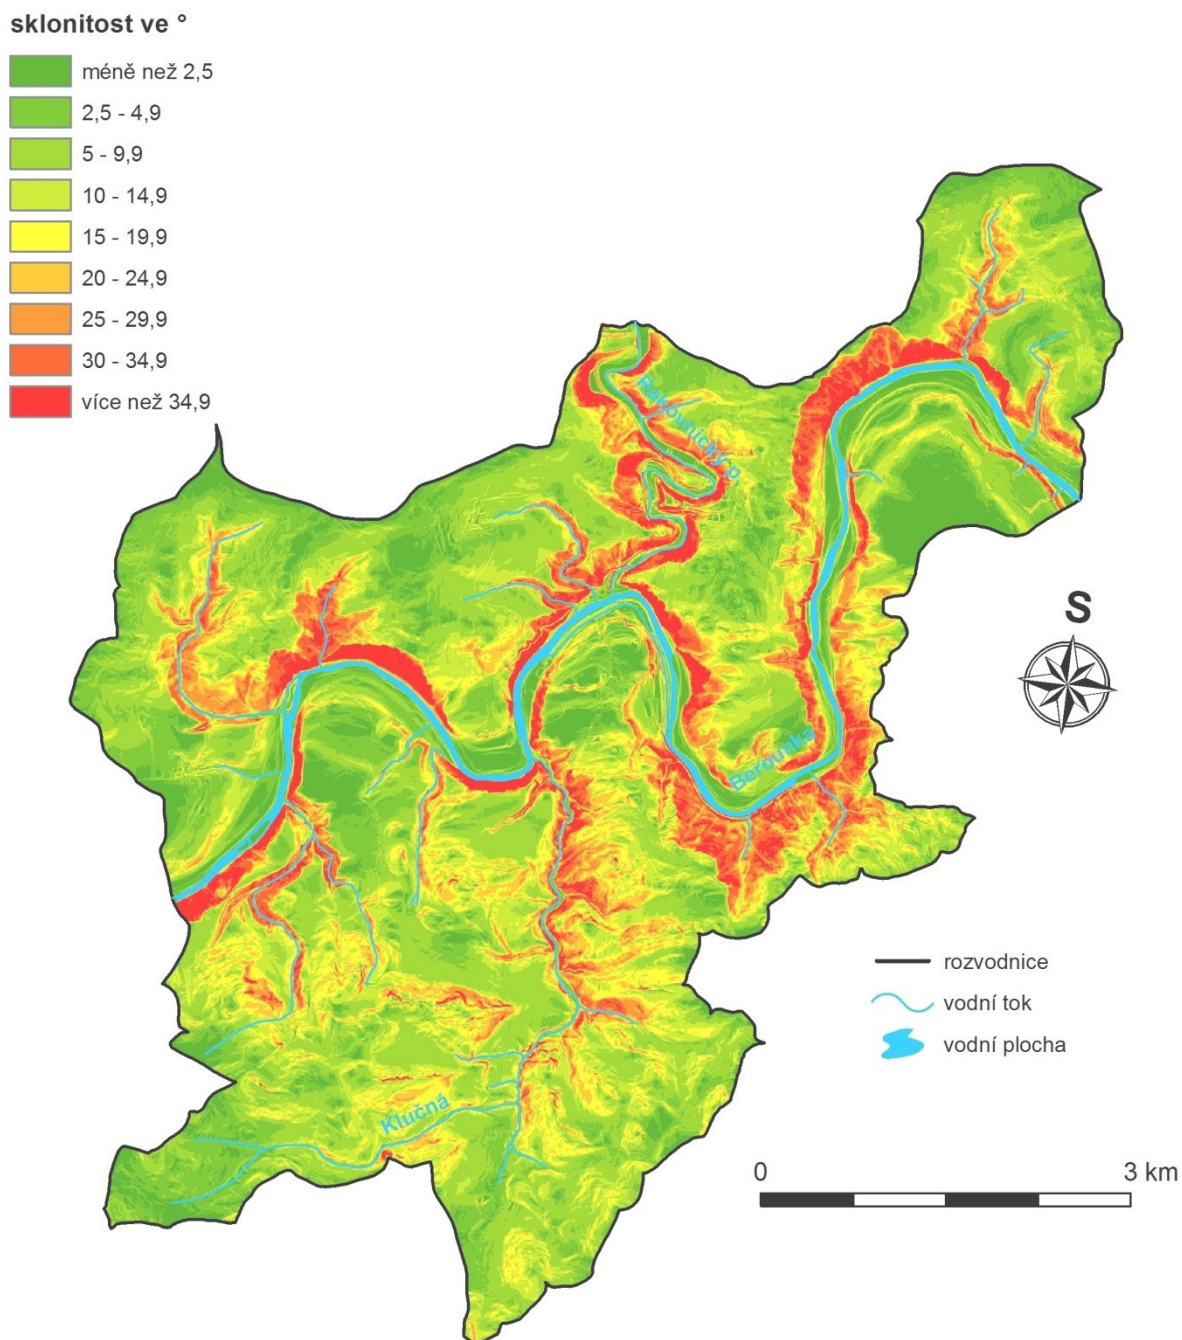 sklonitost ve °
méně než 2,5
2,5 - 4,9
5 - 9,9
10 - 14,9
15 - 19,9
20 - 24,9
25 - 29,9
30 - 34,9
více než 34,9
Rakovnický p.
S
Berounka
rozvodnice
vodní tok
vodní plocha
Klučná
0 3 km